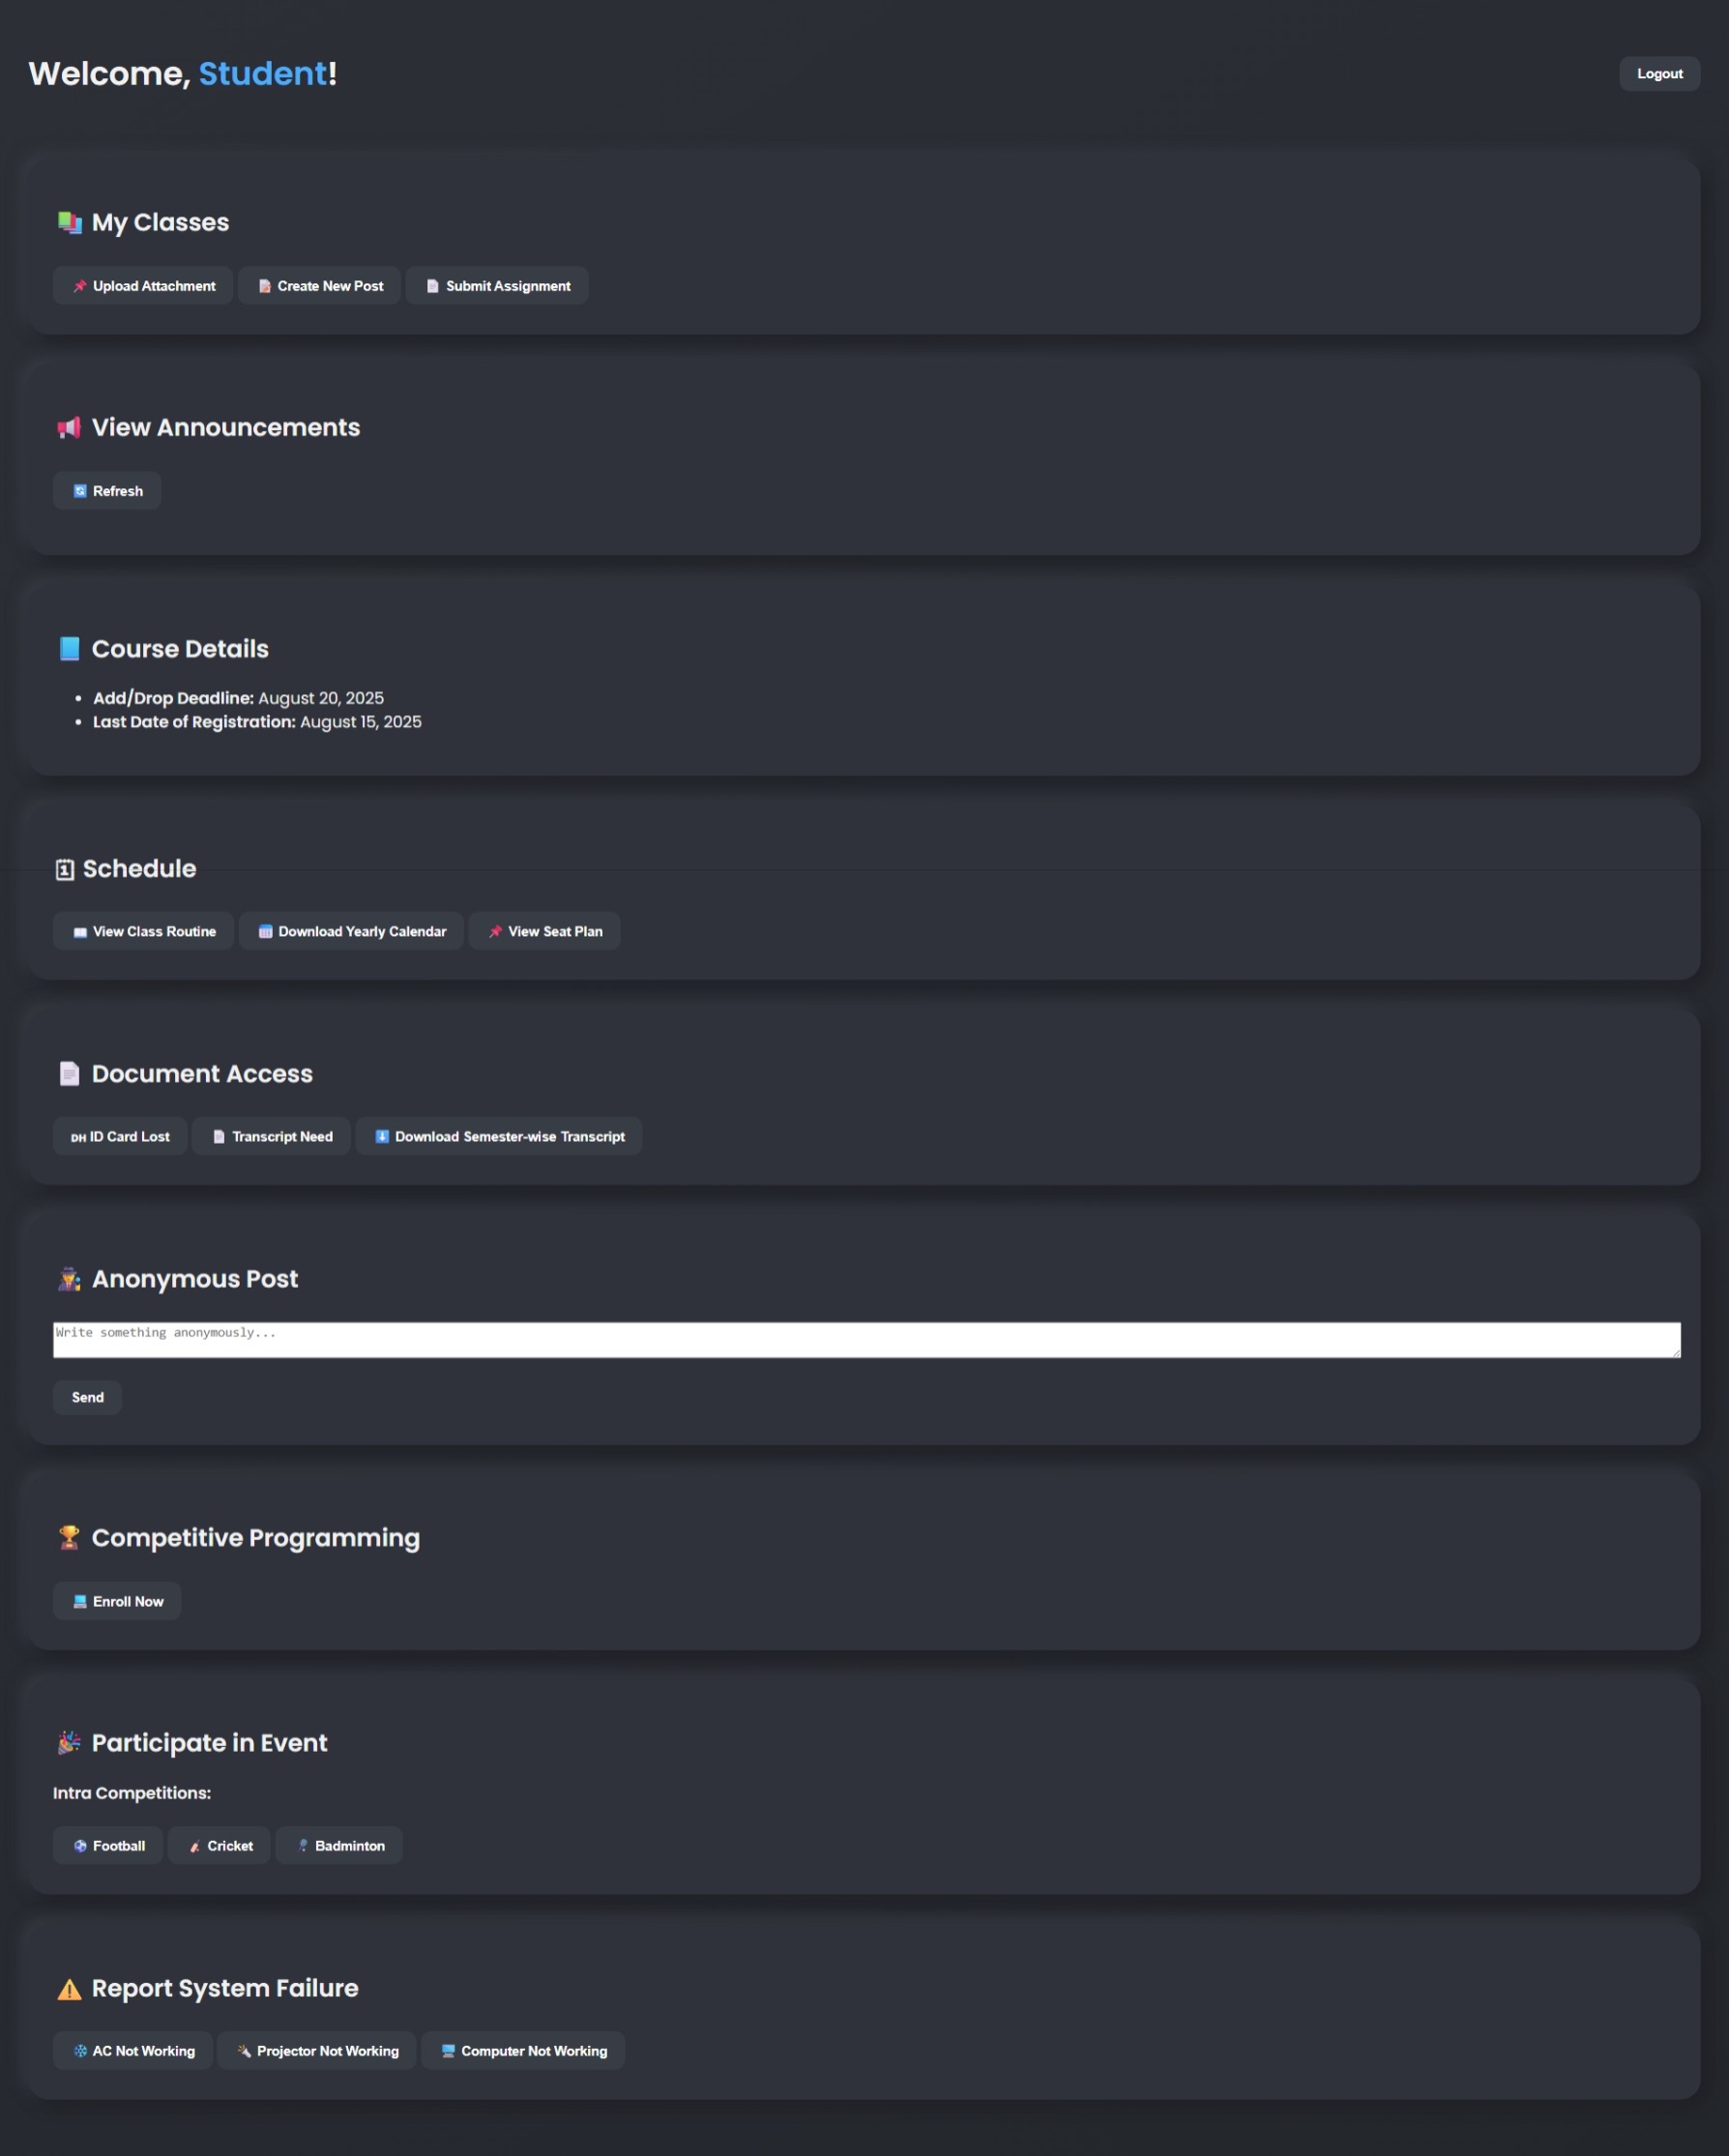 Welcome, Student!
Logout
My Classes
Upload Attachment
Create New Post
Submit Assignment
View Announcements
Refresh
Course Details
• Add/Drop Deadline: August 20, 2025
• Last Date of Registration: August 15, 2025
Schedule
View Class Routine
Download Yearly Calendar
View Seat Plan
Document Access
DH ID Card Lost
Transcript Need
Download Semester-wise Transcript
Anonymous Post
Write something anonymously...
Send
Competitive Programming
Enroll Now
Participate in Event
Intra Competitions:
Football
Cricket
Badminton
Report System Failure
AC Not Working
Projector Not Working
Computer Not Working